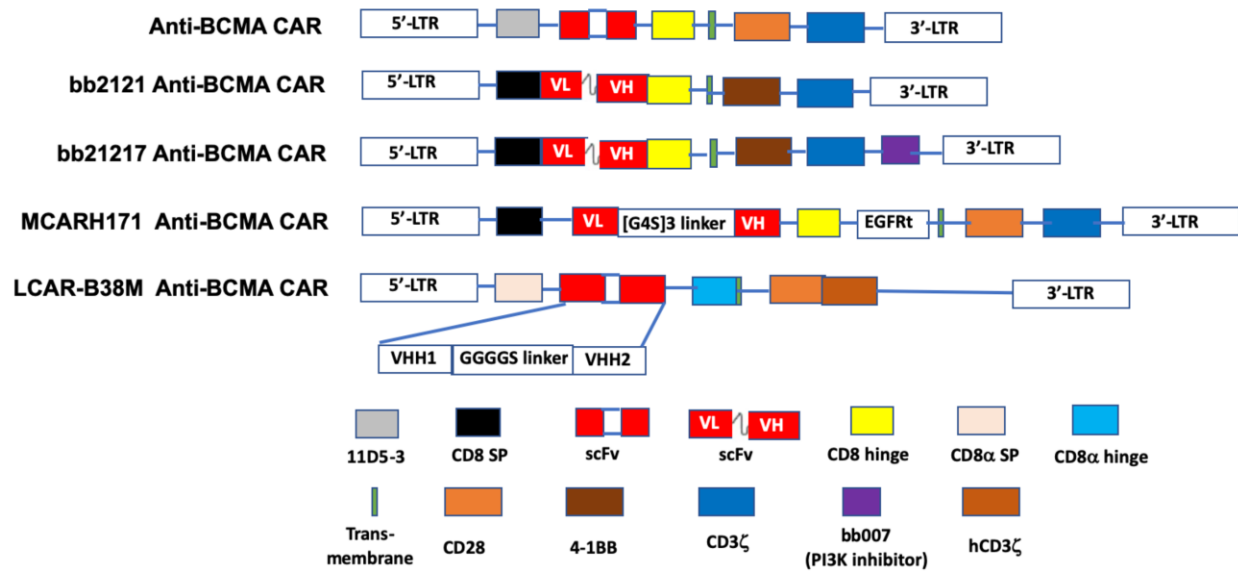 Anti-BCMA CAR 5’-LTR 3’-LTR
bb2121 Anti-BCMA CAR 5’-LTR VL VH 3’-LTR
bb21217 Anti-BCMA CAR 5’-LTR VL VH 3’-LTR
MCARH171 Anti-BCMA CAR 5’-LTR VL [G4S]3 linker VH EGFRt 3’-LTR
LCAR-B38M Anti-BCMA CAR 5’-LTR 3’-LTR
VHH1 GGGGS linker VHH2
VL VH
11D5-3 CD8 SP scFv scFv CD8 hinge CD8α SP CD8α hinge
Trans-
membrane CD28 4-1BB CD3ζ bb007 hCD3ζ
(PI3K inhibitor)